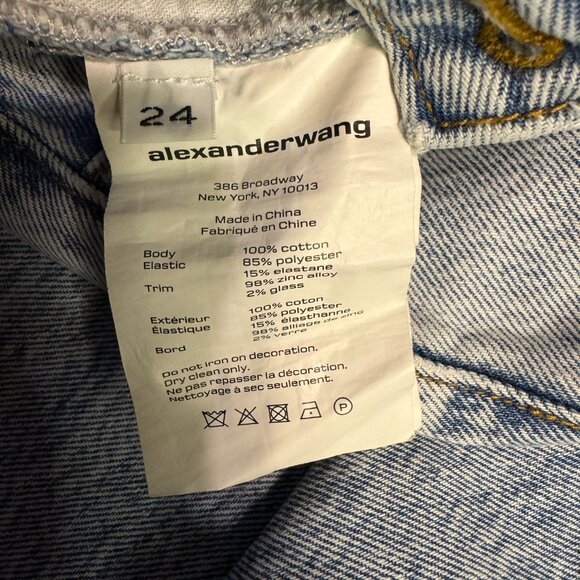 24
alexanderwang
386 Broadway
New York, NY 10013
Made in China
Fabriqué en Chine
Body 100% cotton
Elastic 85% polyester
15% elastane
Trim 98% zinc alloy
2% glass
Extérieur 100% coton
Élastique 85% polyester
15% élasthanne
Bord 98% alliage de zinc
2% verre
Do not iron on decoration.
Dry clean only.
Ne pas repasser la décoration.
Nettoyage à sec seulement.
P